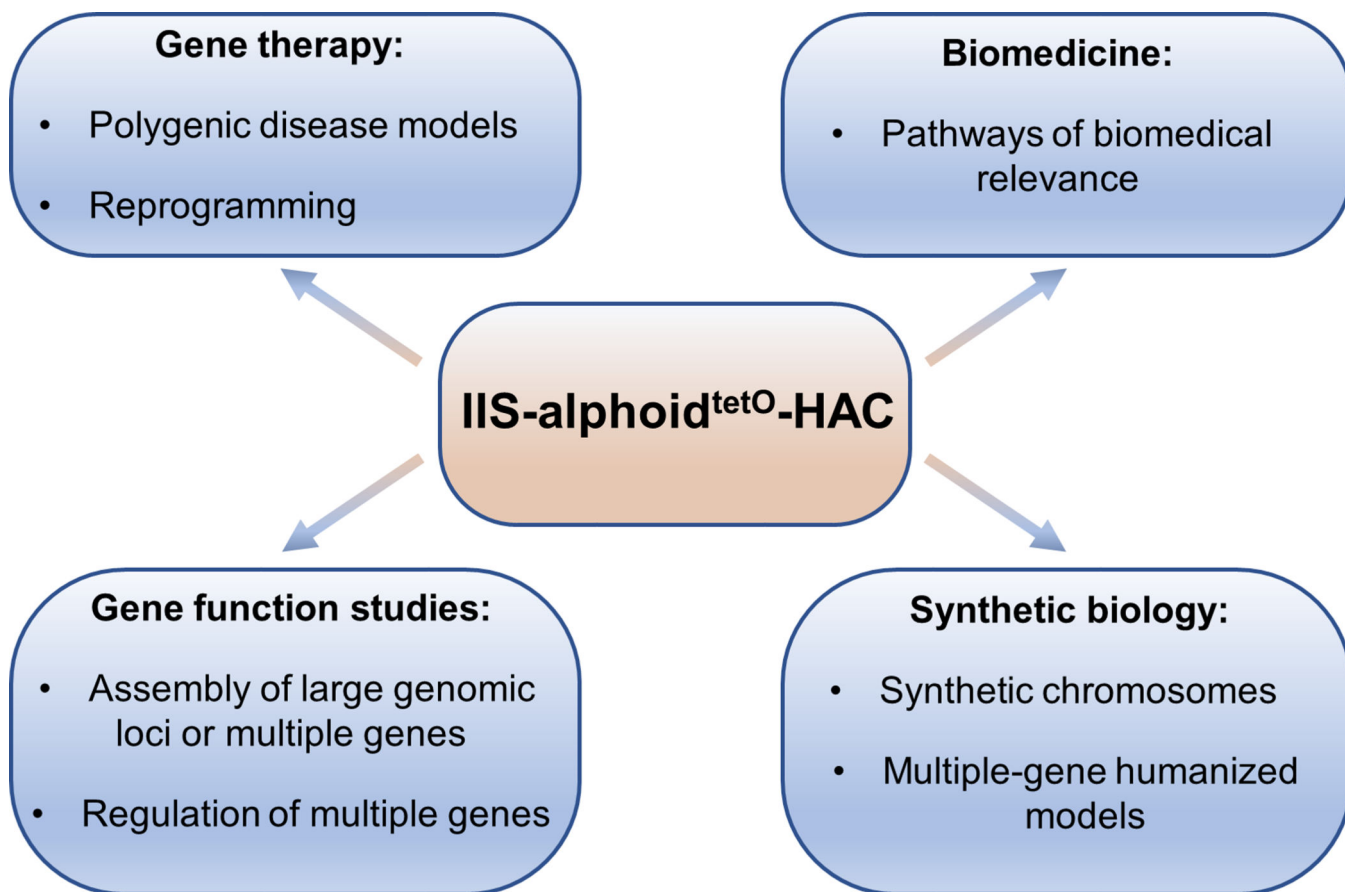 Gene therapy:
• Polygenic disease models
• Reprogramming
Biomedicine:
• Pathways of biomedical
relevance
IIS-alphoidtetO-HAC
Gene function studies:
• Assembly of large genomic
loci or multiple genes
• Regulation of multiple genes
Synthetic biology:
• Synthetic chromosomes
• Multiple-gene humanized
models